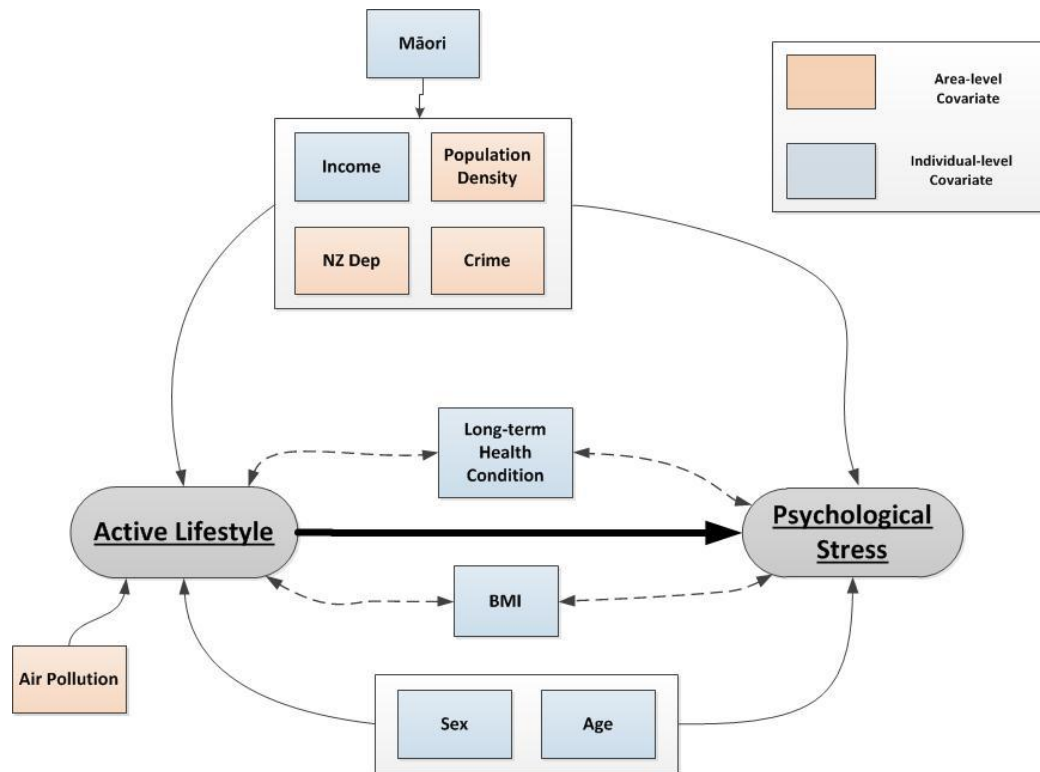 Māori
Area-level
Covariate
Income
Population
Density
Individual-level
Covariate
NZ Dep
Crime
Long-term
Health
Condition
Active Lifestyle
Psychological
Stress
BMI
Air Pollution
Sex
Age